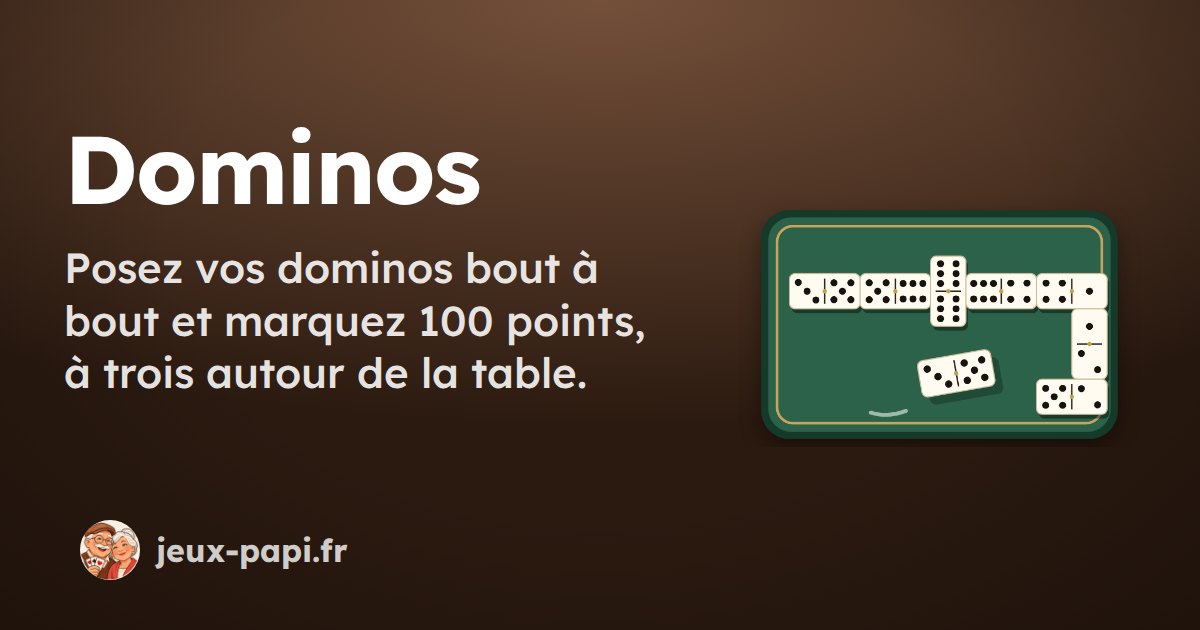 Dominos
Posez vos dominos bout à
bout et marquez 100 points,
à trois autour de la table.
jeux-papi.fr